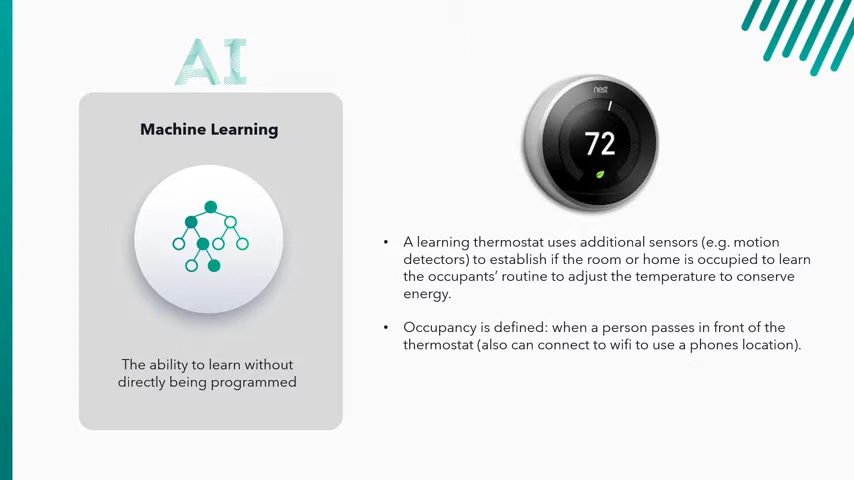 AI
Machine Learning
The ability to learn without
directly being programmed
nest
72
• A learning thermostat uses additional sensors (e.g. motion
detectors) to establish if the room or home is occupied to learn
the occupants’ routine to adjust the temperature to conserve
energy.
• Occupancy is defined: when a person passes in front of the
thermostat (also can connect to wifi to use a phones location).